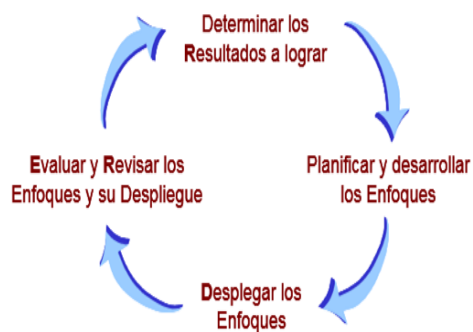 Determinar los
Resultados a lograr
Planificar y desarrollar
los Enfoques
Desplegar los
Enfoques
Evaluar y Revisar los
Enfoques y su Despliegue